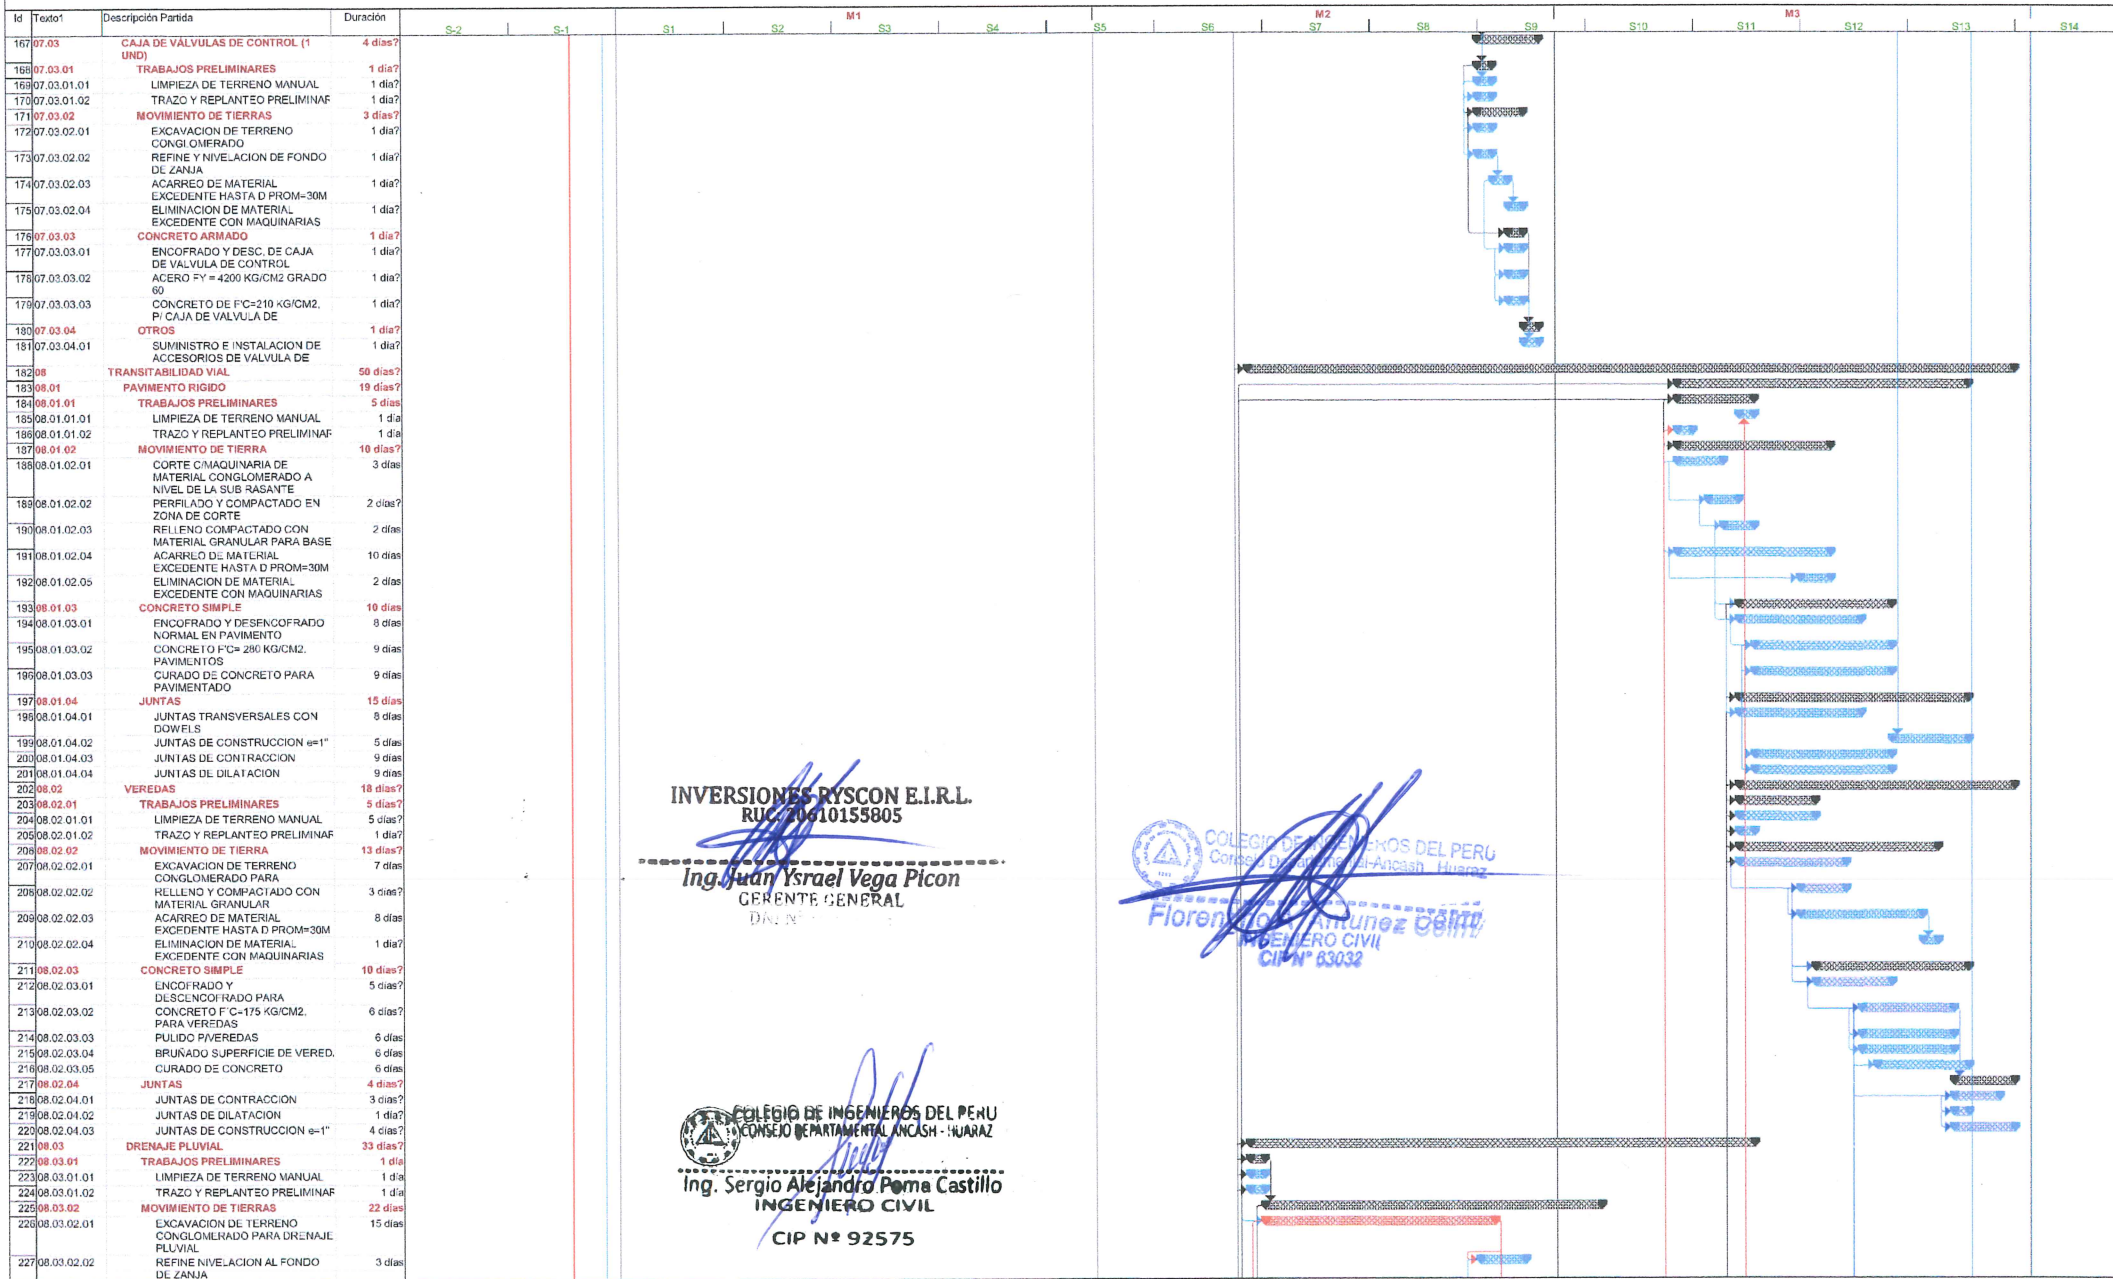 Id Texto1 Descripción Partida Duración M1 M2 M3
S-2 S-1 S1 S2 S3 S4 S5 S6 S7 S8 S9 S10 S11 S12 S13 S14
167 07.03 CAJA DE VÁLVULAS DE CONTROL (1 4 días?
UND)
168 07.03.01 TRABAJOS PRELIMINARES 1 día?
169 07.03.01.01 LIMPIEZA DE TERRENO MANUAL 1 día?
170 07.03.01.02 TRAZO Y REPLANTEO PRELIMINAR 1 día?
171 07.03.02 MOVIMIENTO DE TIERRAS 3 días?
172 07.03.02.01 EXCAVACION DE TERRENO 1 día?
CONGLOMERADO
173 07.03.02.02 REFINE Y NIVELACION DE FONDO 1 día?
DE ZANJA
174 07.03.02.03 ACARREO DE MATERIAL 1 día?
EXCEDENTE HASTA D PROM=30M
175 07.03.02.04 ELIMINACION DE MATERIAL 1 día?
EXCEDENTE CON MAQUINARIAS
176 07.03.03 CONCRETO ARMADO 1 día?
177 07.03.03.01 ENCOFRADO Y DESC. DE CAJA 1 día?
DE VALVULA DE CONTROL
178 07.03.03.02 ACERO FY = 4200 KG/CM2 GRADO 1 día?
60
179 07.03.03.03 CONCRETO DE F'C=210 KG/CM2, 1 día?
P/ CAJA DE VALVULA DE
180 07.03.04 OTROS 1 día?
181 07.03.04.01 SUMINISTRO E INSTALACION DE 1 día?
ACCESORIOS DE VALVULA DE
182 08 TRANSITABILIDAD VIAL 50 días?
183 08.01 PAVIMENTO RIGIDO 19 días?
184 08.01.01 TRABAJOS PRELIMINARES 5 días
185 08.01.01.01 LIMPIEZA DE TERRENO MANUAL 1 día
186 08.01.01.02 TRAZO Y REPLANTEO PRELIMINAR 1 día
187 08.01.02 MOVIMIENTO DE TIERRA 10 días?
188 08.01.02.01 CORTE C/MAQUINARIA DE 3 días
MATERIAL CONGLOMERADO A
NIVEL DE LA SUB RASANTE
189 08.01.02.02 PERFILADO Y COMPACTADO EN 2 días?
ZONA DE CORTE
190 08.01.02.03 RELLENO COMPACTADO CON 2 días
MATERIAL GRANULAR PARA BASE
191 08.01.02.04 ACARREO DE MATERIAL 10 días
EXCEDENTE HASTA D PROM=30M
192 08.01.02.05 ELIMINACION DE MATERIAL 2 días
EXCEDENTE CON MAQUINARIAS
193 08.01.03 CONCRETO SIMPLE 10 días
194 08.01.03.01 ENCOFRADO Y DESENCOFRADO 8 días
NORMAL EN PAVIMENTO
195 08.01.03.02 CONCRETO F'C= 280 KG/CM2. 9 días
PAVIMENTOS
196 08.01.03.03 CURADO DE CONCRETO PARA 9 días
PAVIMENTADO
197 08.01.04 JUNTAS 15 días
198 08.01.04.01 JUNTAS TRANSVERSALES CON 8 días
DOWELS
199 08.01.04.02 JUNTAS DE CONSTRUCCION e=1" 5 días
200 08.01.04.03 JUNTAS DE CONTRACCION 9 días
201 08.01.04.04 JUNTAS DE DILATACION 9 días
202 08.02 VEREDAS 18 días?
203 08.02.01 TRABAJOS PRELIMINARES 5 días?
204 08.02.01.01 LIMPIEZA DE TERRENO MANUAL 5 días?
205 08.02.01.02 TRAZO Y REPLANTEO PRELIMINAR 1 día?
206 08.02.02 MOVIMIENTO DE TIERRA 13 días?
207 08.02.02.01 EXCAVACION DE TERRENO 7 días
CONGLOMERADO PARA
208 08.02.02.02 RELLENO Y COMPACTADO CON 3 días?
MATERIAL GRANULAR
209 08.02.02.03 ACARREO DE MATERIAL 8 días
EXCEDENTE HASTA D PROM=30M
210 08.02.02.04 ELIMINACION DE MATERIAL 1 día?
EXCEDENTE CON MAQUINARIAS
211 08.02.03 CONCRETO SIMPLE 10 días?
212 08.02.03.01 ENCOFRADO Y 5 días?
DESCENCOFRADO PARA
213 08.02.03.02 CONCRETO F'C=175 KG/CM2. 6 días?
PARA VEREDAS
214 08.02.03.03 PULIDO P/VEREDAS 6 días
215 08.02.03.04 BRUÑADO SUPERFICIE DE VERED. 6 días
216 08.02.03.05 CURADO DE CONCRETO 6 días
217 08.02.04 JUNTAS 4 días?
218 08.02.04.01 JUNTAS DE CONTRACCION 3 días?
219 08.02.04.02 JUNTAS DE DILATACION 1 día?
220 08.02.04.03 JUNTAS DE CONSTRUCCION e=1" 4 días?
221 08.03 DRENAJE PLUVIAL 33 días?
222 08.03.01 TRABAJOS PRELIMINARES 1 día
223 08.03.01.01 LIMPIEZA DE TERRENO MANUAL 1 día
224 08.03.01.02 TRAZO Y REPLANTEO PRELIMINAR 1 día
225 08.03.02 MOVIMIENTO DE TIERRAS 22 días
226 08.03.02.01 EXCAVACION DE TERRENO 15 días
CONGLOMERADO PARA DRENAJE
PLUVIAL
227 08.03.02.02 REFINE NIVELACION AL FONDO 3 días
DE ZANJA
INVERSIONES RYSCON E.I.R.L.
RUC: 20610155805
Ing. Juan Ysrael Vega Picon
GERENTE GENERAL
COLEGIO DE INGENIEROS DEL PERU
Consejo Departamental-Ancash - Huaraz
Antunez
INGENIERO CIVIL
CIP N° 63032
COLEGIO DE INGENIEROS DEL PERU
CONSEJO DEPARTAMENTAL ANCASH - HUARAZ
Ing. Sergio Alejandro Poma Castillo
INGENIERO CIVIL
CIP Nº 92575